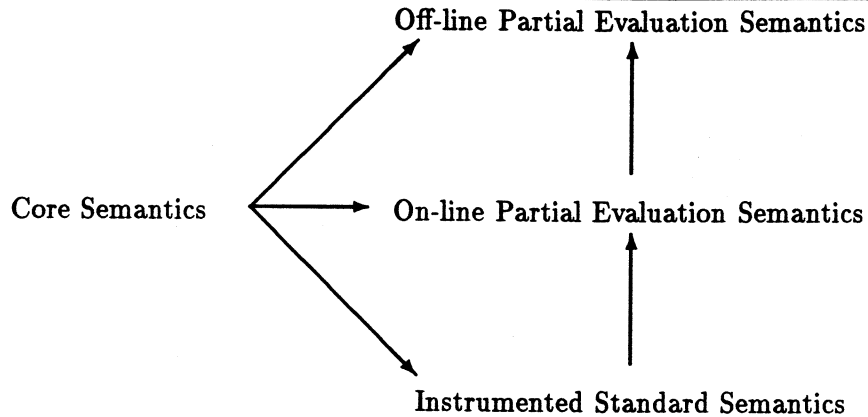 Off-line Partial Evaluation Semantics
Core Semantics
On-line Partial Evaluation Semantics
Instrumented Standard Semantics